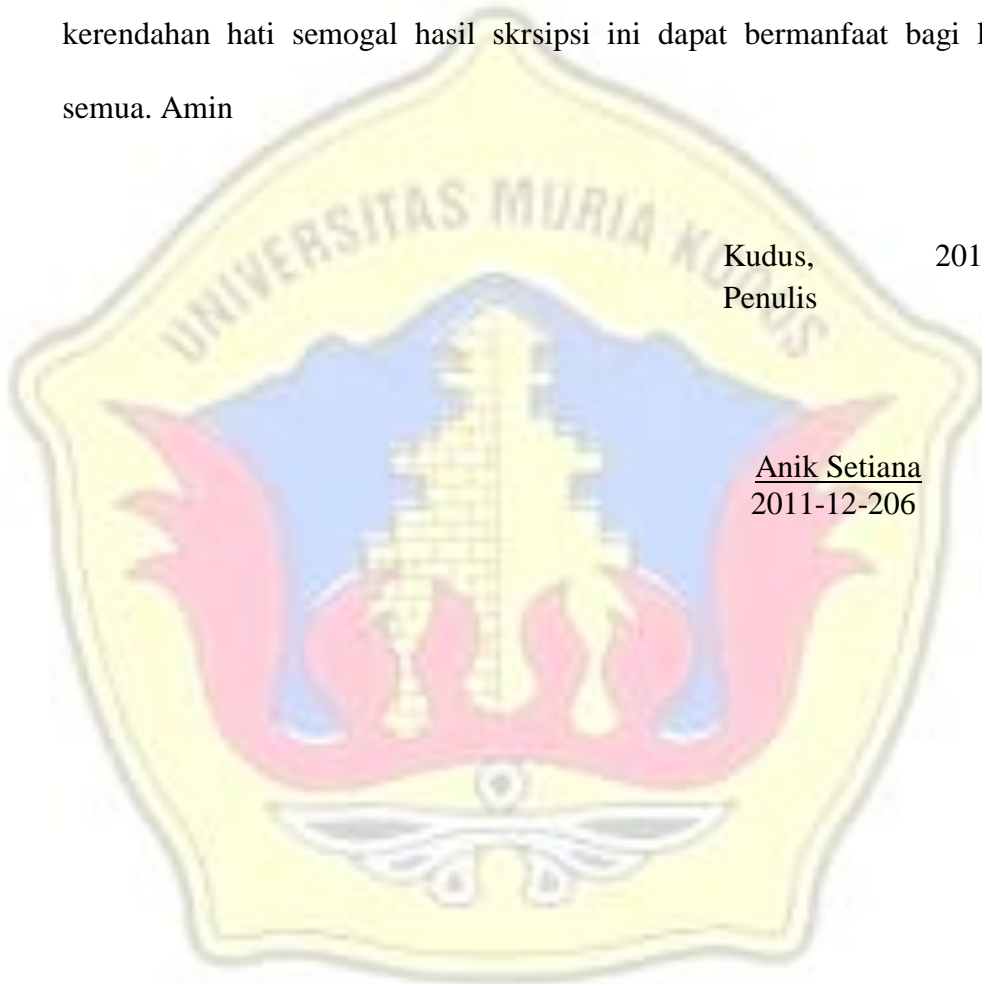 kerendahan hati semogal hasil skrsipsi ini dapat bermanfaat bagi
semua. Amin
UNIVERSITAS MURIA KUDUS
Kudus, 201
Penulis
Anik Setiana
2011-12-206